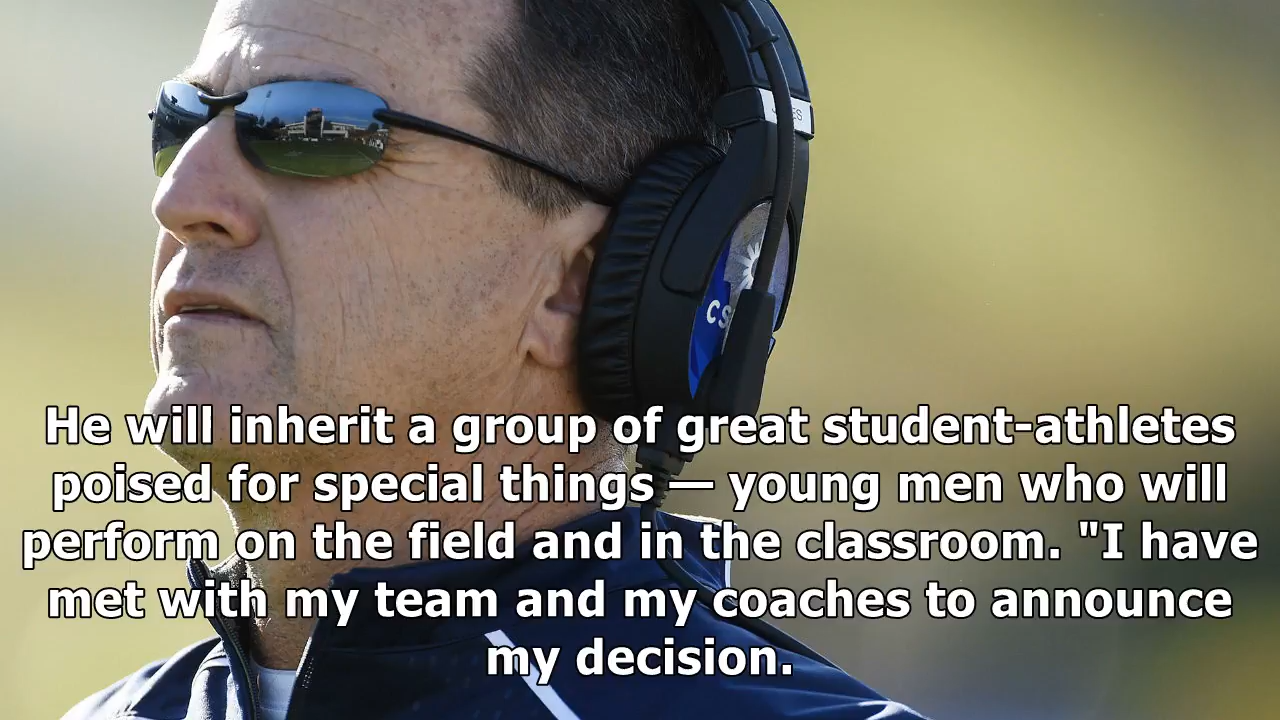 CS
He will inherit a group of great student-athletes
poised for special things — young men who will
perform on the field and in the classroom. "I have
met with my team and my coaches to announce
my decision.